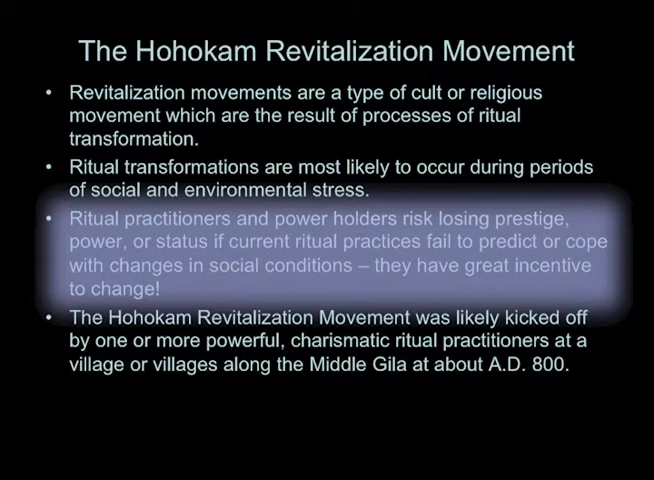 The Hohokam Revitalization Movement
• Revitalization movements are a type of cult or religious
movement which are the result of processes of ritual
transformation.
• Ritual transformations are most likely to occur during periods
of social and environmental stress.
• Ritual practitioners and power holders risk losing prestige,
power, or status if current ritual practices fail to predict or cope
with changes in social conditions – they have great incentive
to change!
• The Hohokam Revitalization Movement was likely kicked off
by one or more powerful, charismatic ritual practitioners at a
village or villages along the Middle Gila at about A.D. 800.